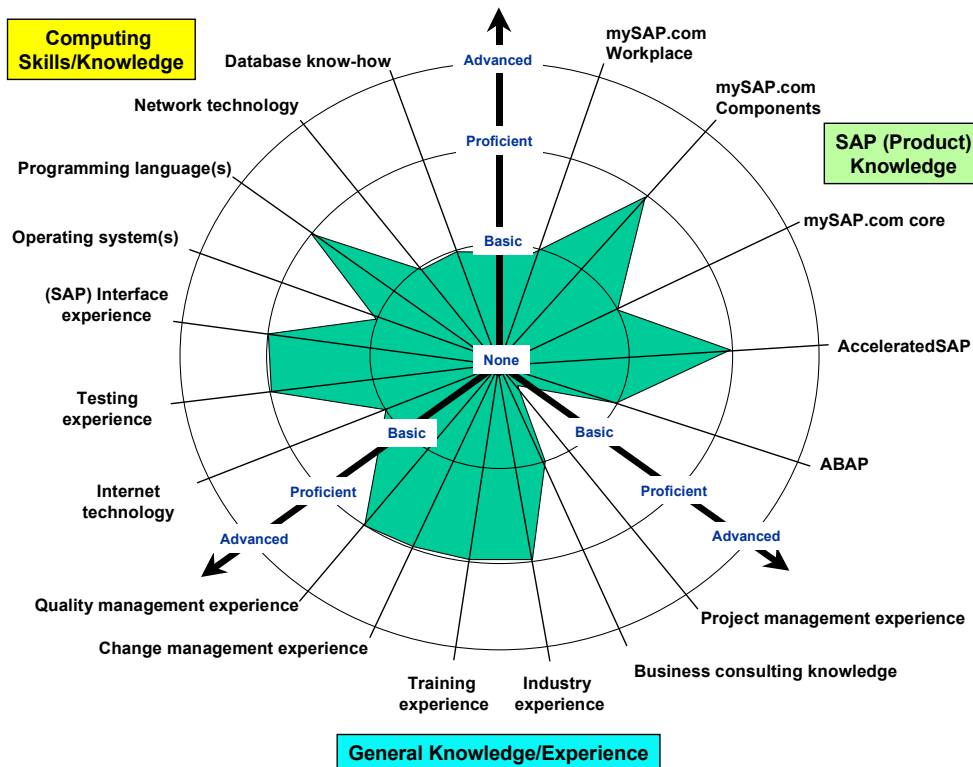 Computing
Skills/Knowledge
Database know-how
Network technology
Programming language(s)
Operating system(s)
(SAP) Interface
experience
Testing
experience
Internet
technology
Advanced
Proficient
Basic
None
mySAP.com
Workplace
mySAP.com
Components
SAP (Product)
Knowledge
mySAP.com core
AcceleratedSAP
ABAP
Basic
Proficient
Advanced
Basic
Proficient
Advanced
Quality management experience
Change management experience
Training
experience
Industry
experience
Business consulting knowledge
Project management experience
General Knowledge/Experience